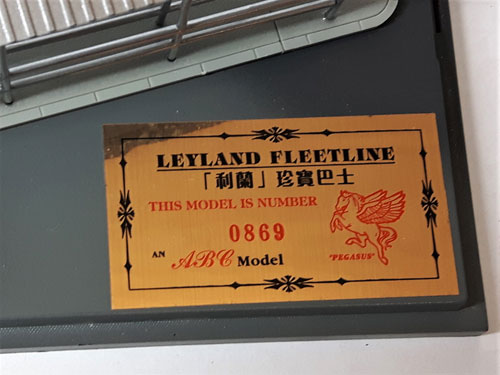 LEYLAND FLEETLINE
「利蘭」珍寶巴士
THIS MODEL IS NUMBER
0869
AN ABC Model
"PEGASUS"